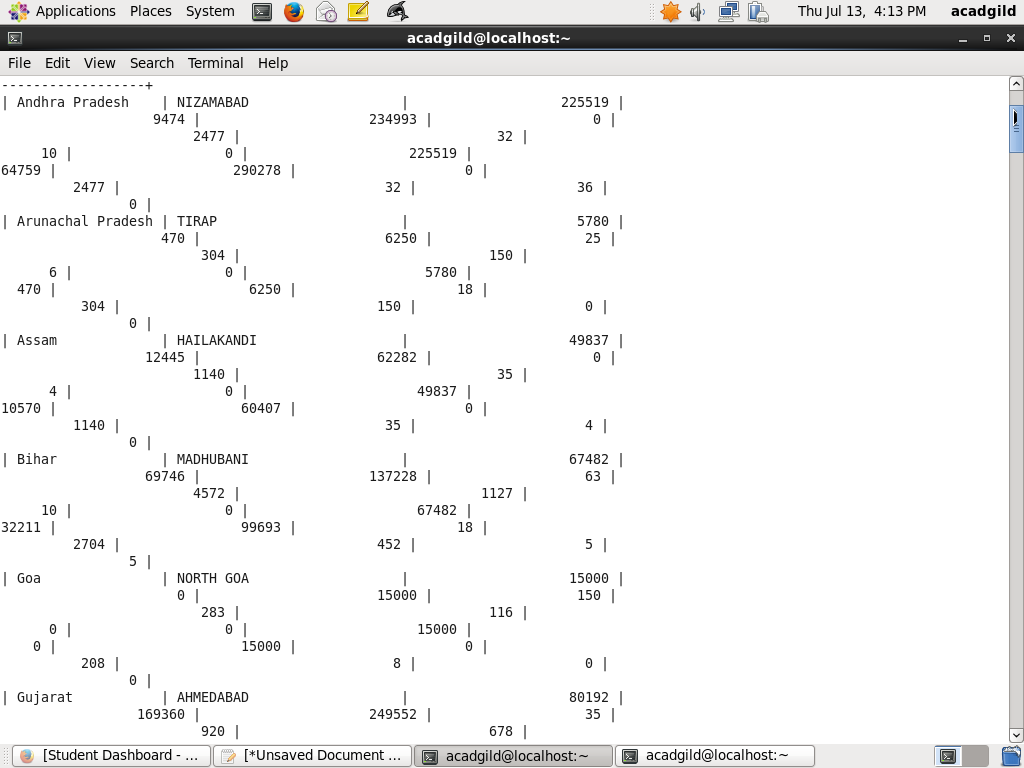 Applications Places System Thu Jul 13, 4:13 PM acadgild
acadgild@localhost:~
File Edit View Search Terminal Help
------------------+
| Andhra Pradesh | NIZAMABAD | 225519 |
9474 | 234993 | 0 |
2477 | 32 |
10 | 0 | 225519 |
64759 | 290278 | 0 |
2477 | 32 | 36 |
0 |
| Arunachal Pradesh | TIRAP | 5780 |
470 | 6250 | 25 |
304 | 150 |
6 | 0 | 5780 |
470 | 6250 | 18 |
304 | 150 | 0 |
0 |
| Assam | HAILAKANDI | 49837 |
12445 | 62282 | 0 |
1140 | 35 |
4 | 0 | 49837 |
10570 | 60407 | 0 |
1140 | 35 | 4 |
0 |
| Bihar | MADHUBANI | 67482 |
69746 | 137228 | 63 |
4572 | 1127 |
10 | 0 | 67482 |
32211 | 99693 | 18 |
2704 | 452 | 5 |
5 |
| Goa | NORTH GOA | 15000 |
0 | 15000 | 150 |
283 | 116 |
0 | 0 | 15000 |
0 | 15000 | 0 |
208 | 8 | 0 |
0 |
| Gujarat | AHMEDABAD | 80192 |
169360 | 249552 | 35 |
920 | 678 |
[Student Dashboard - ... [*Unsaved Document ... acadgild@localhost:~ acadgild@localhost:~